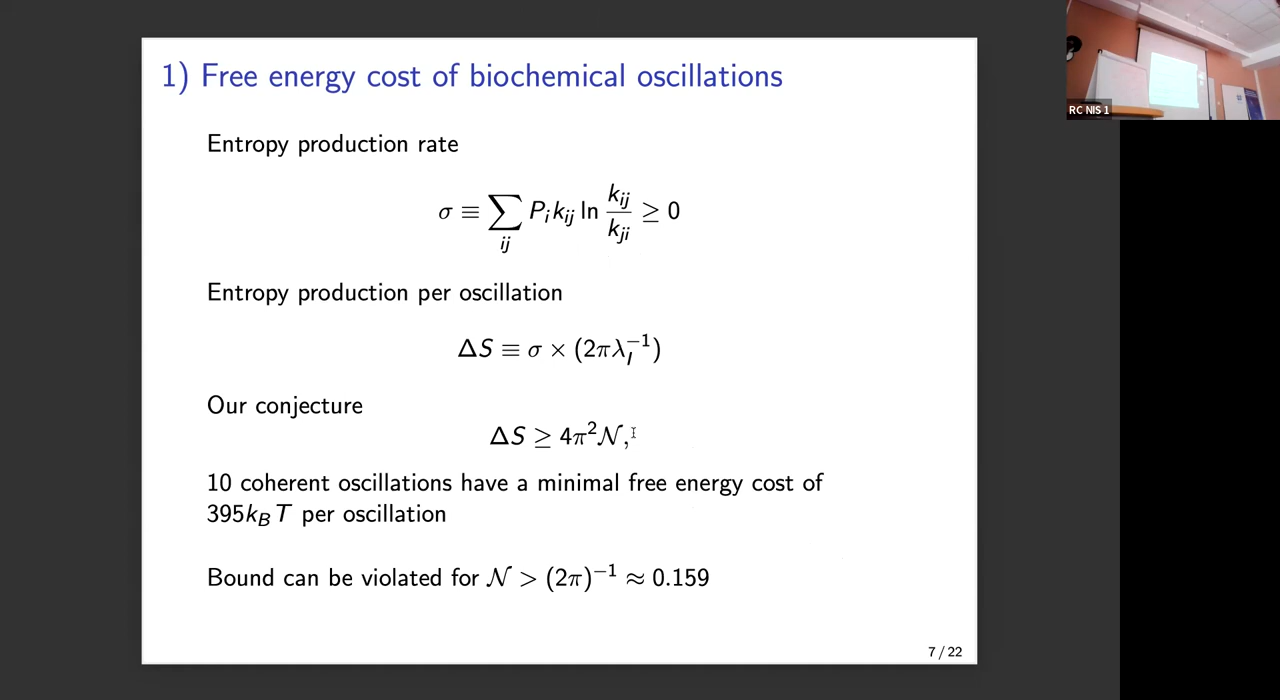 1) Free energy cost of biochemical oscillations
RC NIS 1
Entropy production rate
σ ≡ ∑_{ij} P_i k_{ij} ln \frac{k_{ij}}{k_{ji}} ≥ 0
Entropy production per oscillation
ΔS ≡ σ × (2πλ_I^{-1})
Our conjecture
ΔS ≥ 4π²𝒩,
10 coherent oscillations have a minimal free energy cost of
395k_B T per oscillation
Bound can be violated for 𝒩 > (2π)^{-1} ≈ 0.159
7 / 22